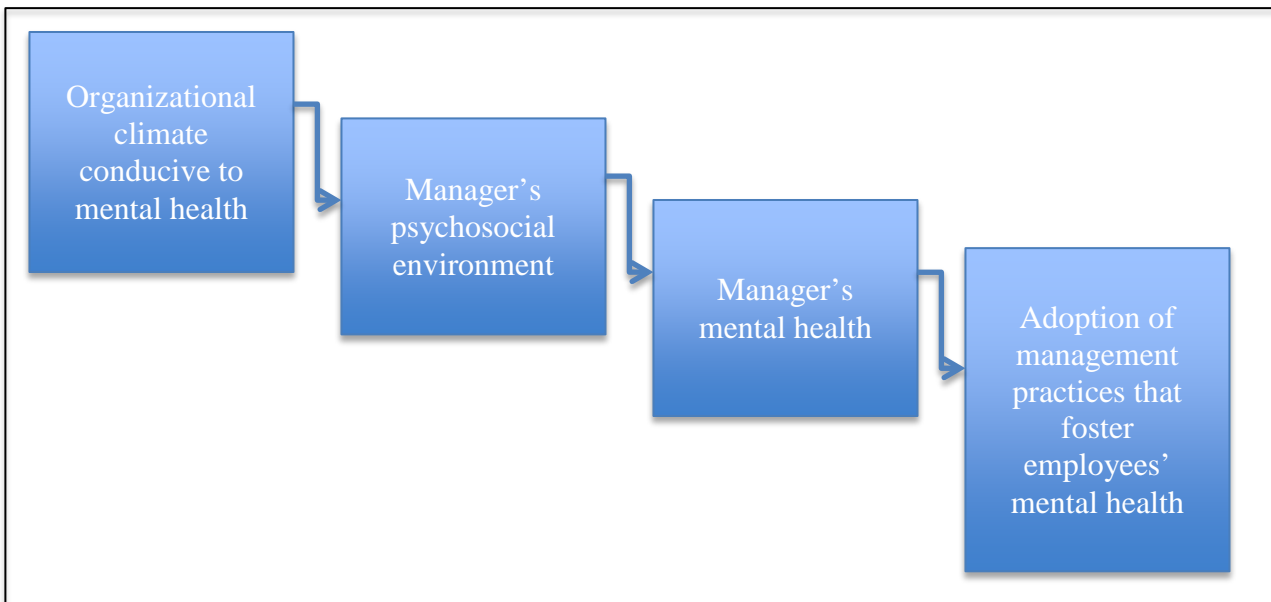 Organizational
climate
conducive to
mental health
Manager’s
psychosocial
environment
Manager’s
mental health
Adoption of
management
practices that
foster
employees’
mental health